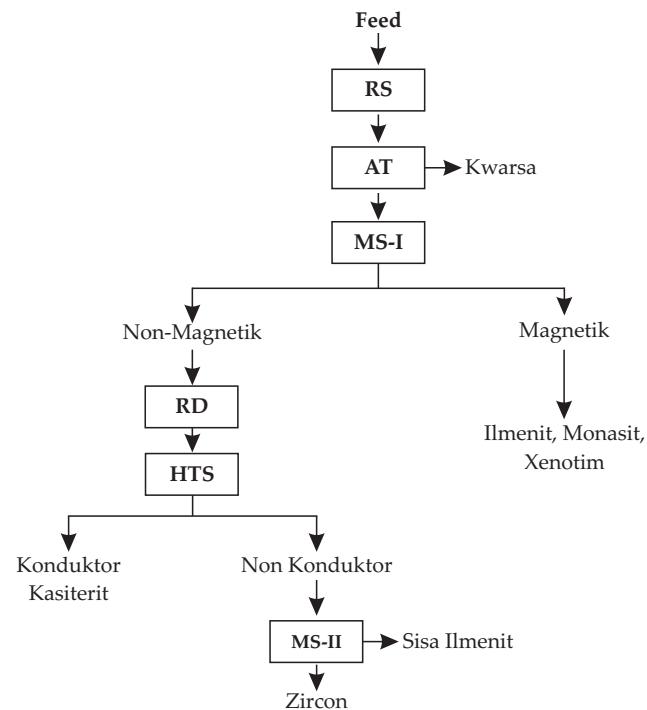 Feed
RS
AT
Kwarsa
MS-I
Non-Magnetik
Magnetik
RD
Ilmenit, Monasit,
Xenotim
HTS
Konduktor
Kasiterit
Non Konduktor
MS-II
Sisa Ilmenit
Zircon